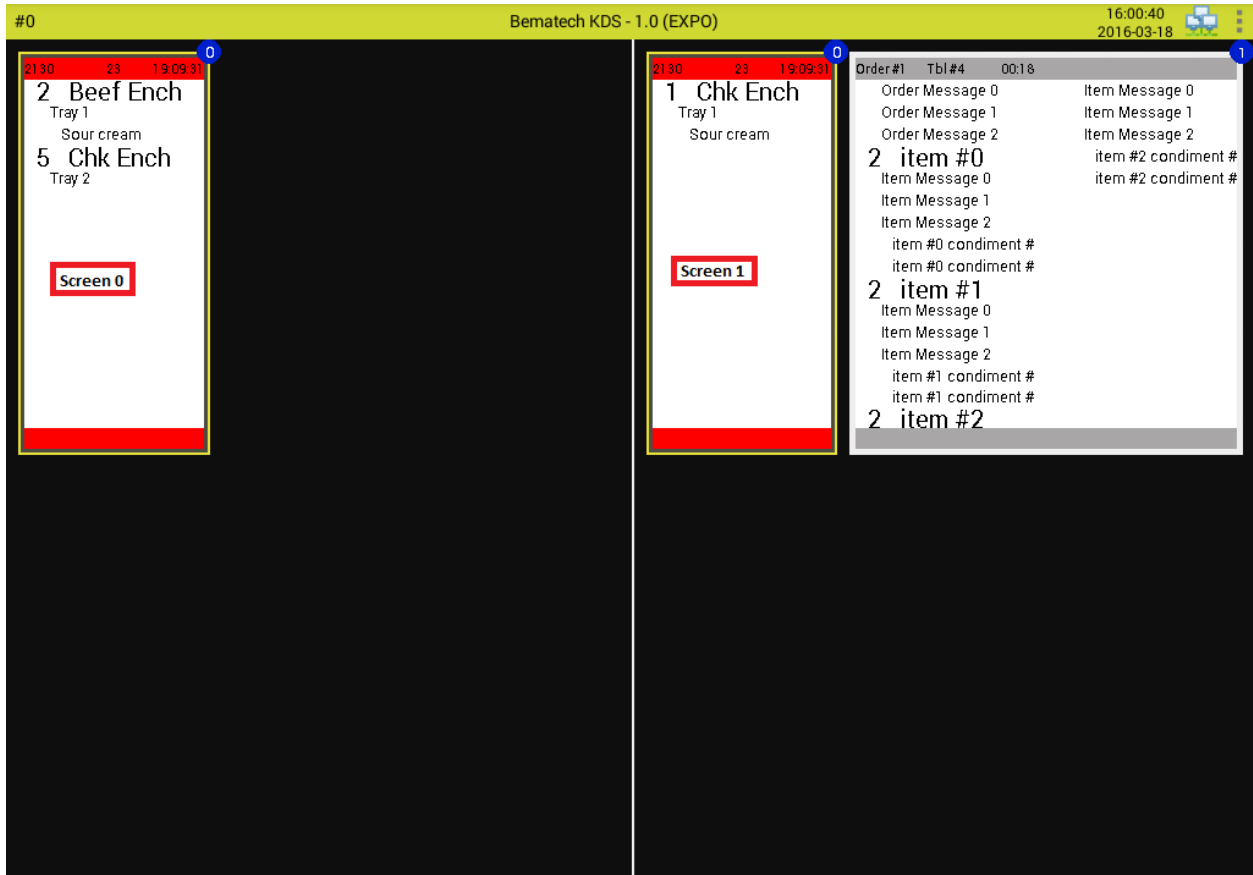 #0
Bematech KDS - 1.0 (EXPO)
16:00:40
2016-03-18
0
2130 23 19:09:31
2 Beef Ench
Tray 1
Sour cream
5 Chk Ench
Tray 2
Screen 0
0
2130 23 19:09:31
1 Chk Ench
Tray 1
Sour cream
Screen 1
1
Order#1 Tbl#4 00:18
Order Message 0
Order Message 1
Order Message 2
2 item #0
Item Message 0
Item Message 1
Item Message 2
item #0 condiment #
item #0 condiment #
2 item #1
Item Message 0
Item Message 1
Item Message 2
item #1 condiment #
item #1 condiment #
2 item #2
Item Message 0
Item Message 1
Item Message 2
item #2 condiment #
item #2 condiment #